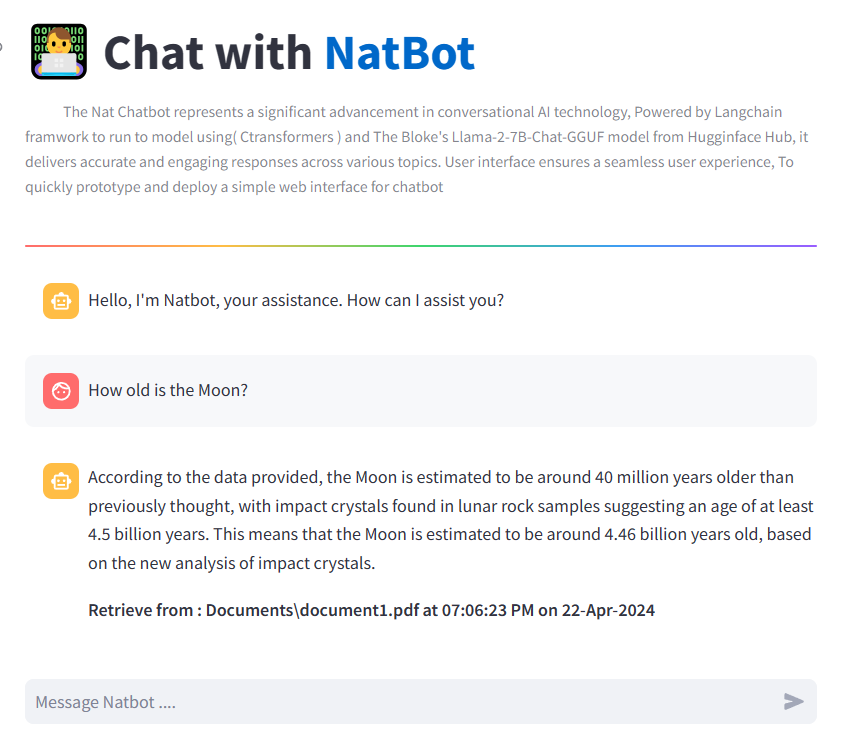 Chat with NatBot
The Nat Chatbot represents a significant advancement in conversational AI technology, Powered by Langchain
framwork to run to model using( Ctransformers ) and The Bloke's Llama-2-7B-Chat-GGUF model from Hugginface Hub, it
delivers accurate and engaging responses across various topics. User interface ensures a seamless user experience, To
quickly prototype and deploy a simple web interface for chatbot
Hello, I'm Natbot, your assistance. How can I assist you?
How old is the Moon?
According to the data provided, the Moon is estimated to be around 40 million years older than
previously thought, with impact crystals found in lunar rock samples suggesting an age of at least
4.5 billion years. This means that the Moon is estimated to be around 4.46 billion years old, based
on the new analysis of impact crystals.
Retrieve from : Documents\document1.pdf at 07:06:23 PM on 22-Apr-2024
Message Natbot ....